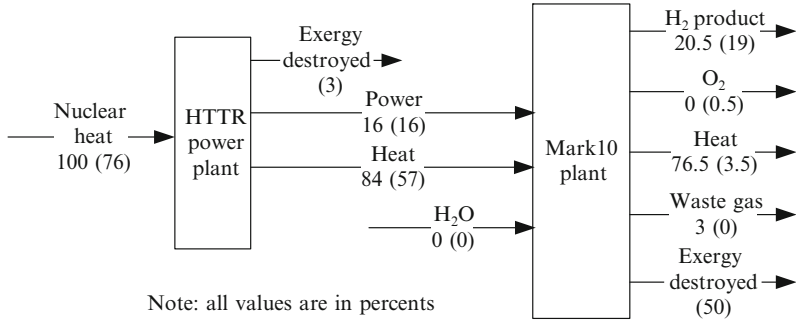 Nuclear
heat
100 (76)
HTTR
power
plant
Exergy
destroyed
(3)
Power
16 (16)
Heat
84 (57)
H₂O
0 (0)
Mark10
plant
H₂ product
20.5 (19)
O₂
0 (0.5)
Heat
76.5 (3.5)
Waste gas
3 (0)
Exergy
destroyed
(50)
Note: all values are in percents